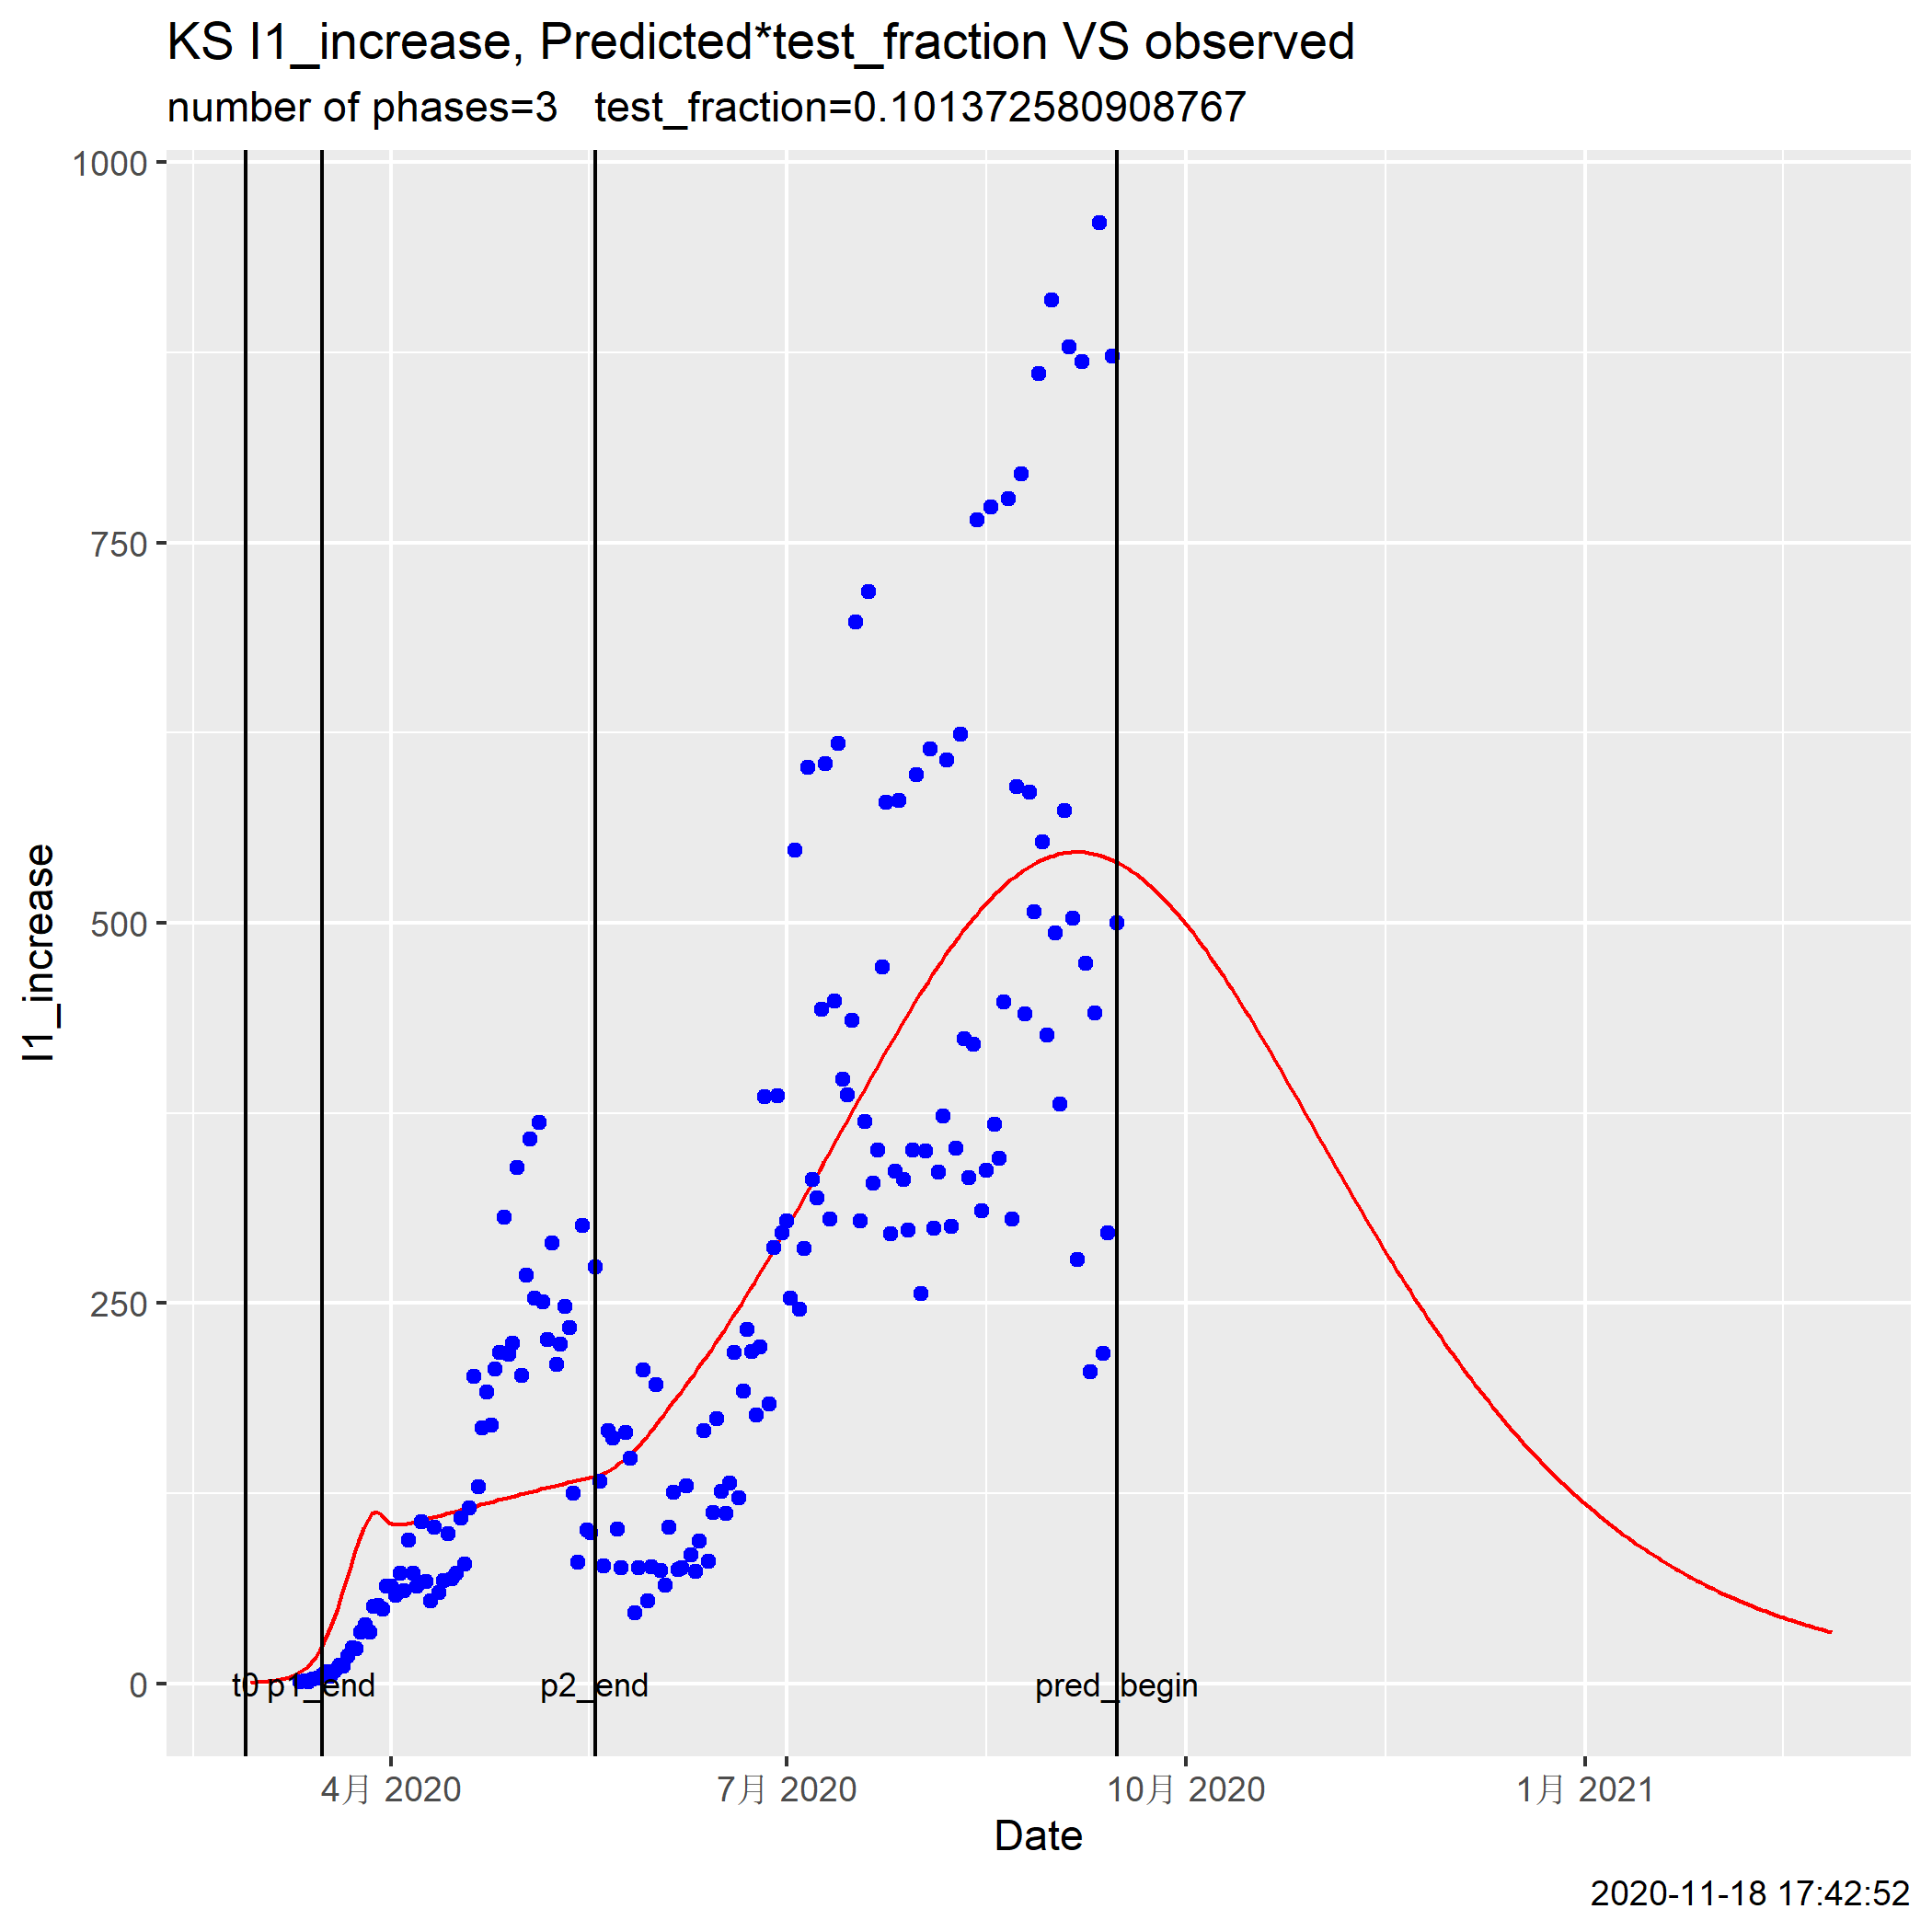 KS I1_increase, Predicted*test_fraction VS observed
number of phases=3   test_fraction=0.101372580908767
1000
750
500
250
0
I1_increase
t0 p1_end p2_end pred_begin
4月 2020 7月 2020 10月 2020 1月 2021
Date
2020-11-18 17:42:52